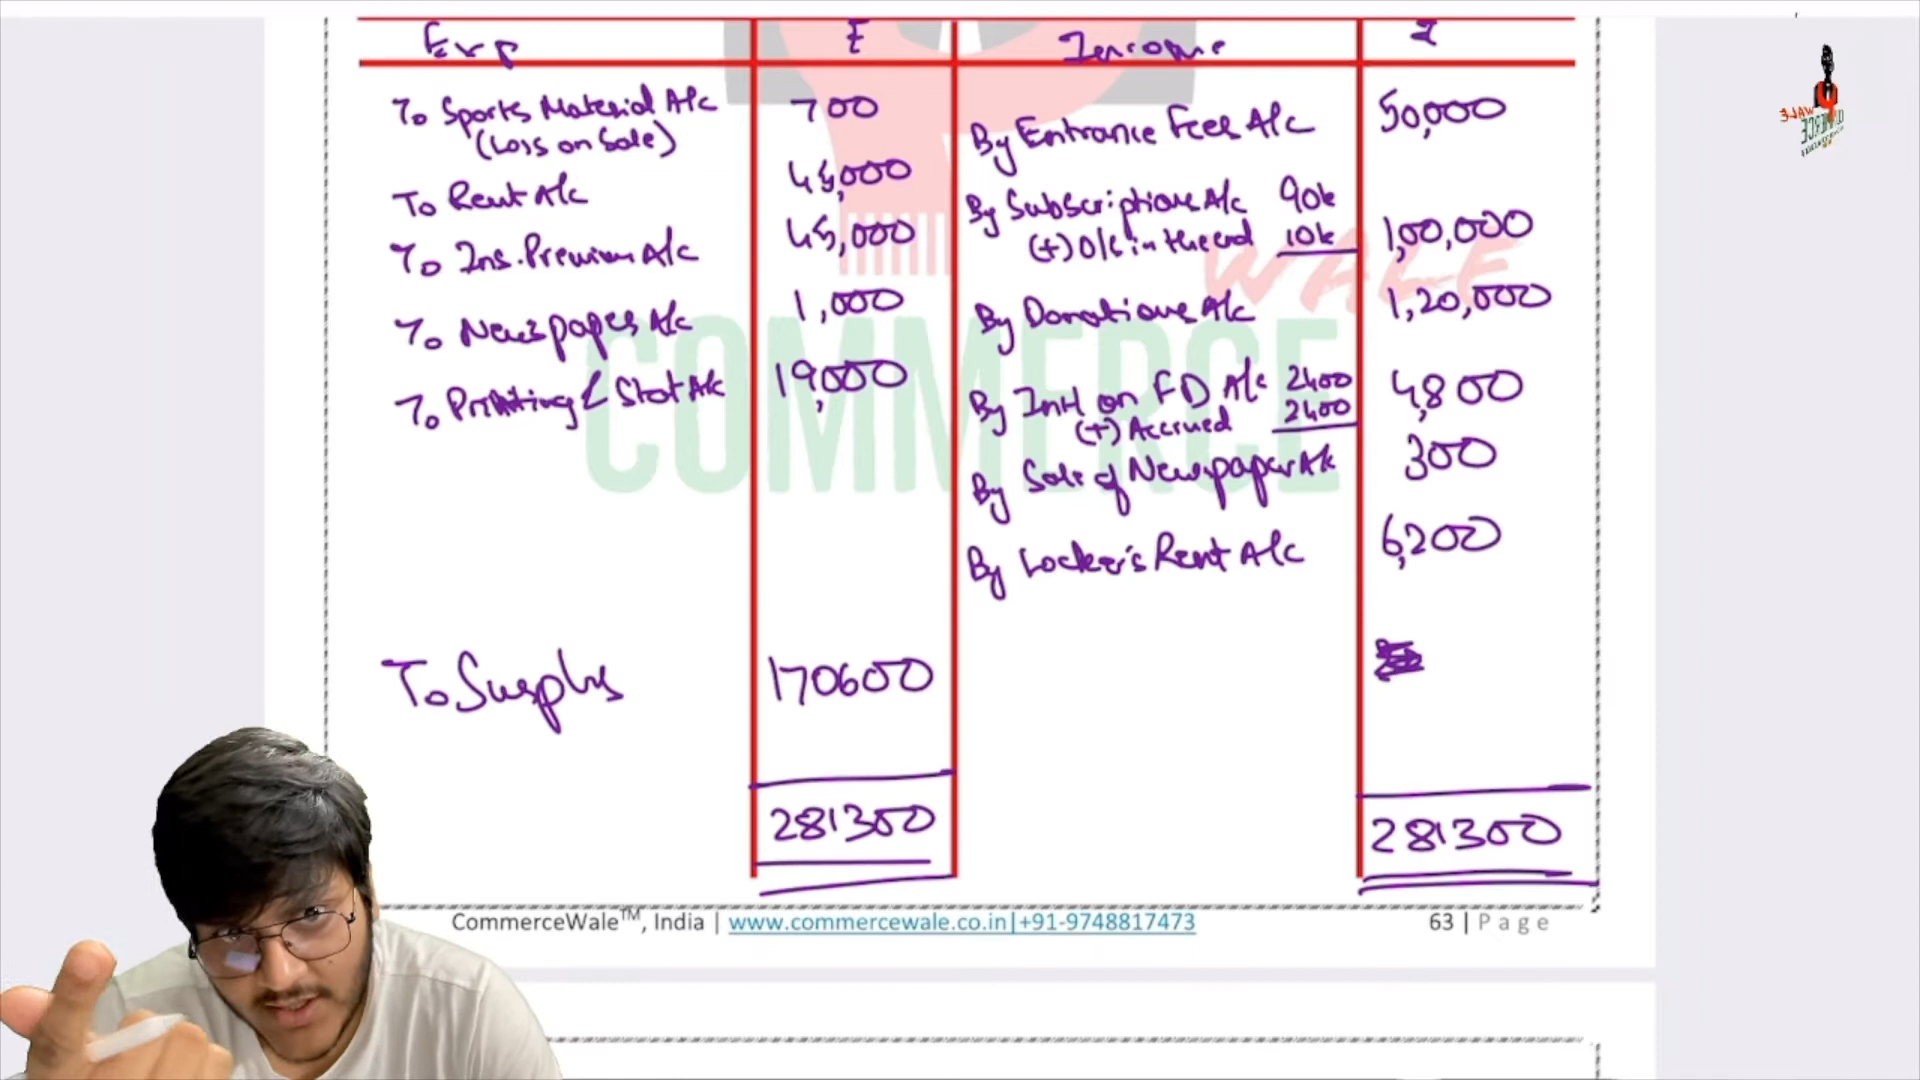 Exp ₹ Income ₹
To Sports Material A/c 700
(Loss on Sale)
To Rent A/c 45,000
To Ins. Premium A/c 45,000
To Newspapers A/c 1,000
To Printing & Stat A/c 19,000
To Surplus 170600
281300
By Entrance Fees A/c 50,000
By Subscriptions A/c 90k
(+) O/s in the end 10k 1,00,000
By Donations A/c 1,20,000
By Int on FD A/c 2400
(+) Accrued 2400 4,800
By Sale of Newspaper A/c 300
By Locker's Rent A/c 6,200
281300
WALE
COMMERCE
CommerceWale™, India | www.commercewale.co.in|+91-9748817473
63 | Page